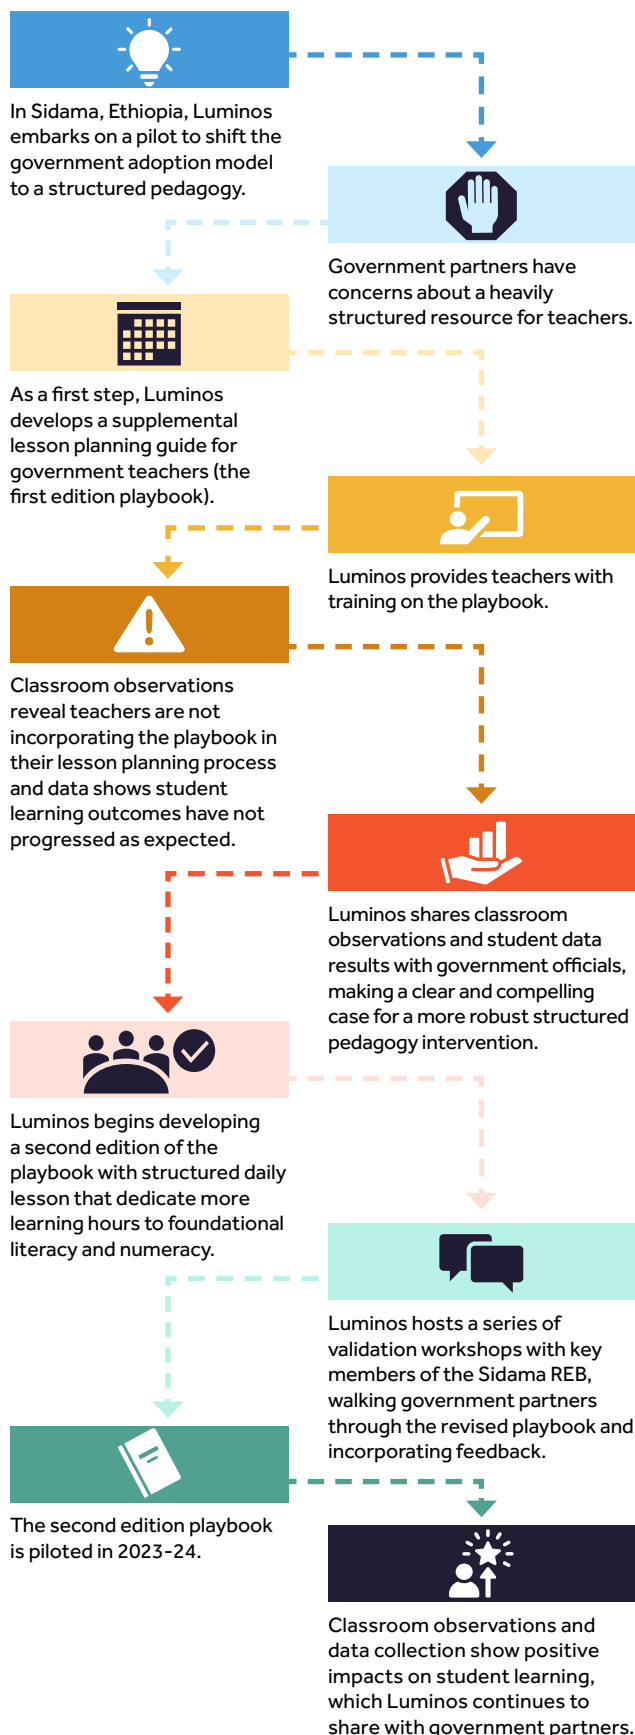 In Sidama, Ethiopia, Luminos
embarks on a pilot to shift the
government adoption model
to a structured pedagogy.
Government partners have
concerns about a heavily
structured resource for teachers.
As a first step, Luminos
develops a supplemental
lesson planning guide for
government teachers (the
first edition playbook).
Luminos provides teachers with
training on the playbook.
Classroom observations
reveal teachers are not
incorporating the playbook in
their lesson planning process
and data shows student
learning outcomes have not
progressed as expected.
Luminos shares classroom
observations and student data
results with government officials,
making a clear and compelling
case for a more robust structured
pedagogy intervention.
Luminos begins developing
a second edition of the
playbook with structured daily
lesson that dedicate more
learning hours to foundational
literacy and numeracy.
Luminos hosts a series of
validation workshops with key
members of the Sidama REB,
walking government partners
through the revised playbook and
incorporating feedback.
The second edition playbook
is piloted in 2023-24.
Classroom observations and
data collection show positive
impacts on student learning,
which Luminos continues to
share with government partners.